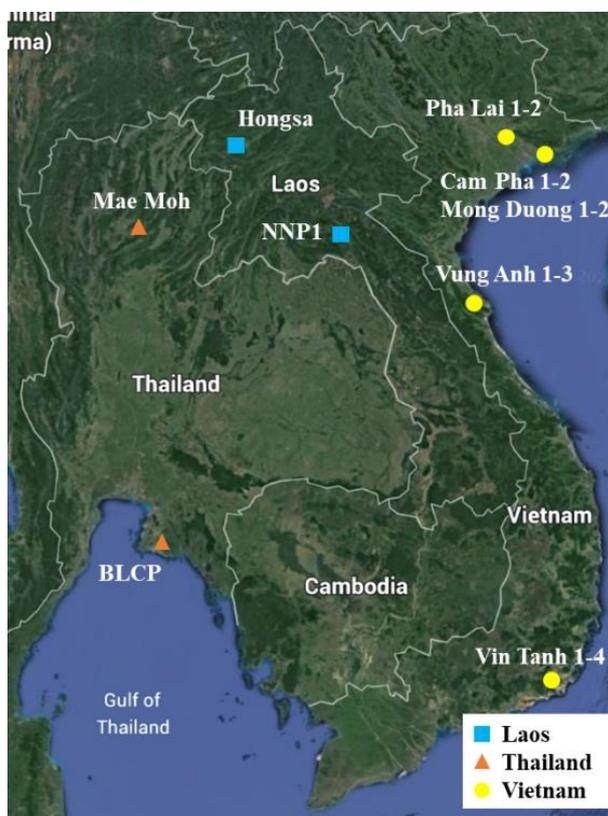 rma)
Pha Lai 1-2
Hongsa
Laos
Cam Pha 1-2
Mong Duong 1-2
Mae Moh
NNP1
Vung Anh 1-3
Thailand
Vietnam
BLCP
Cambodia
Vin Tanh 1-4
Gulf of
Thailand
Laos
Thailand
Vietnam